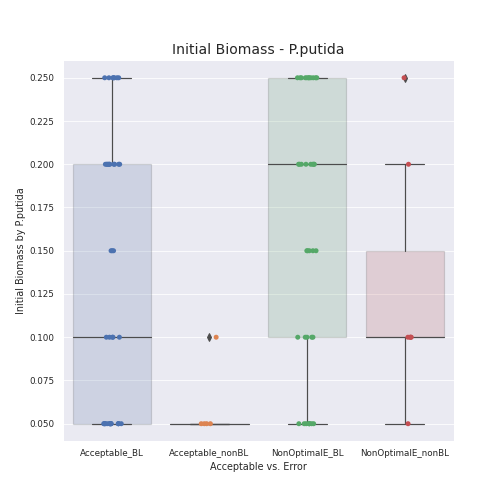 Initial Biomass - P.putida
0.250
0.225
0.200
0.175
0.150
0.125
0.100
0.075
0.050
Initial Biomass by P.putida
Acceptable_BL
Acceptable_nonBL
NonOptimalE_BL
NonOptimalE_nonBL
Acceptable vs. Error